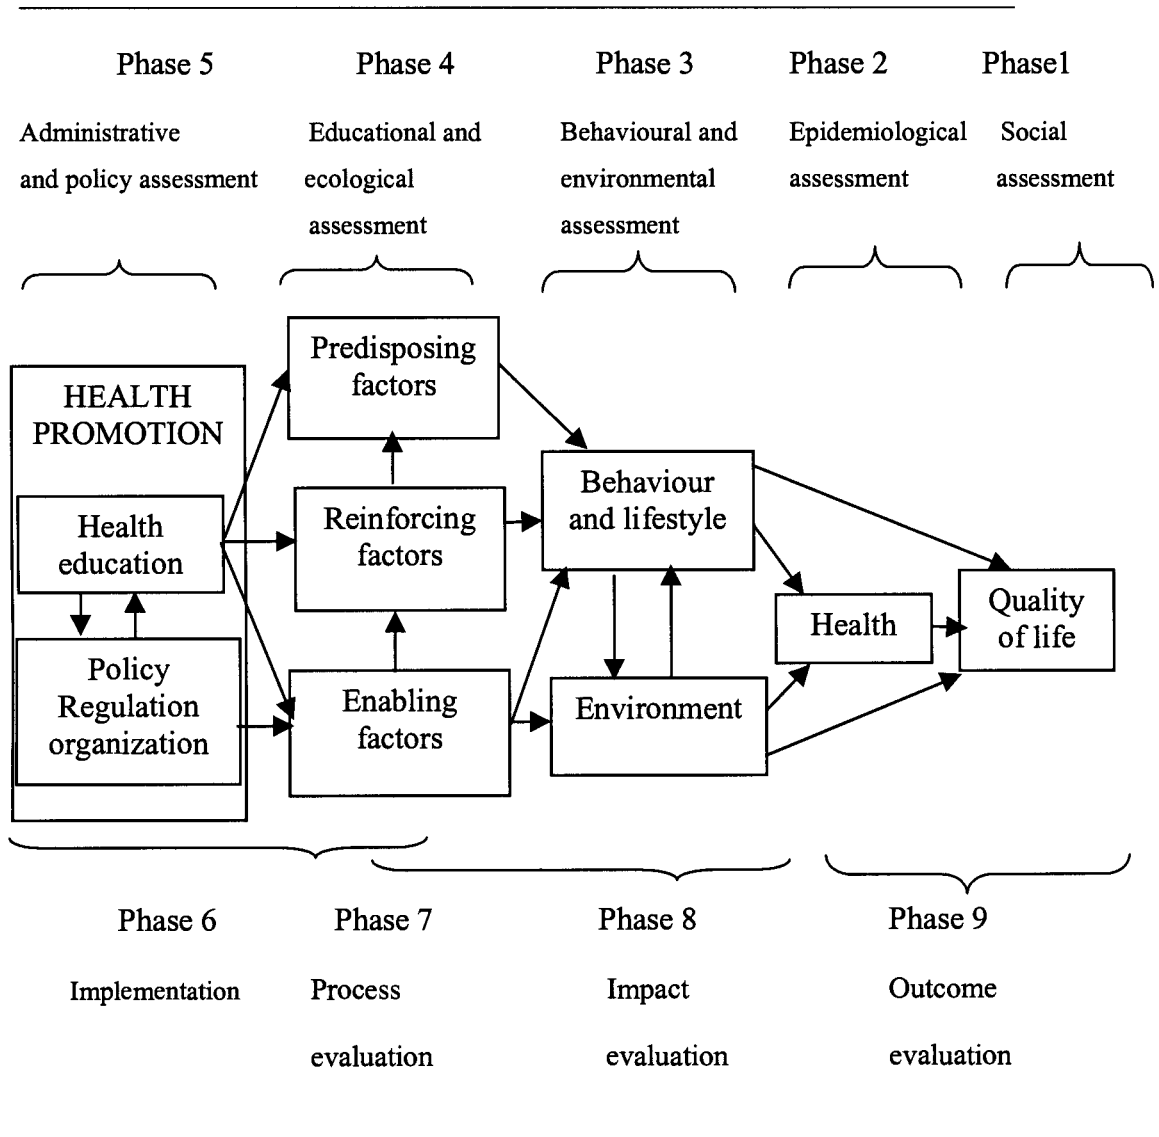 Phase 5
Phase 4
Phase 3
Phase 2
Phase1
Administrative
and policy assessment
Educational and
ecological
assessment
Behavioural and
environmental
assessment
Epidemiological
assessment
Social
assessment
HEALTH
PROMOTION
Health
education
Policy
Regulation
organization
Predisposing
factors
Reinforcing
factors
Enabling
factors
Behaviour
and lifestyle
Environment
Health
Quality
of life
Phase 6
Phase 7
Phase 8
Phase 9
Implementation
Process
evaluation
Impact
evaluation
Outcome
evaluation